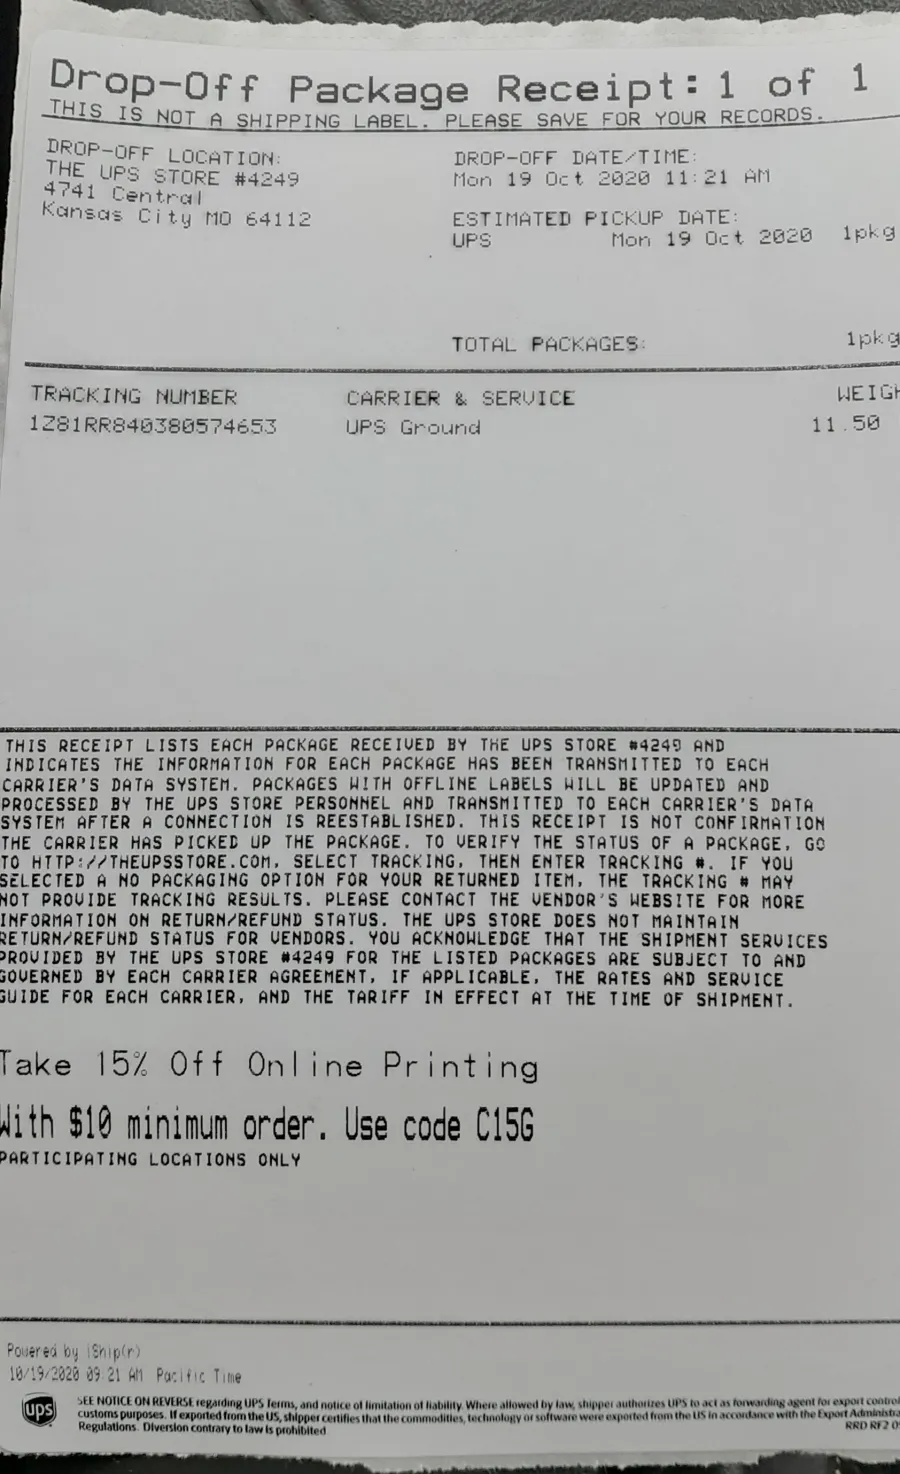 Drop-Off Package Receipt: 1 of 1
THIS IS NOT A SHIPPING LABEL. PLEASE SAVE FOR YOUR RECORDS.
DROP-OFF LOCATION:
THE UPS STORE #4249
4741 Central
Kansas City MO 64112
DROP-OFF DATE/TIME:
Mon 19 Oct 2020 11:21 AM
ESTIMATED PICKUP DATE:
UPS Mon 19 Oct 2020 1pkg
TOTAL PACKAGES: 1pkg
TRACKING NUMBER CARRIER & SERVICE WEIGH
1Z81RR840380574653 UPS Ground 11.50
THIS RECEIPT LISTS EACH PACKAGE RECEIVED BY THE UPS STORE #4249 AND
INDICATES THE INFORMATION FOR EACH PACKAGE HAS BEEN TRANSMITTED TO EACH
CARRIER'S DATA SYSTEM. PACKAGES WITH OFFLINE LABELS WILL BE UPDATED AND
PROCESSED BY THE UPS STORE PERSONNEL AND TRANSMITTED TO EACH CARRIER'S DATA
SYSTEM AFTER A CONNECTION IS REESTABLISHED. THIS RECEIPT IS NOT CONFIRMATION
THE CARRIER HAS PICKED UP THE PACKAGE. TO VERIFY THE STATUS OF A PACKAGE, GO
TO HTTP://THEUPSSTORE.COM, SELECT TRACKING, THEN ENTER TRACKING #. IF YOU
SELECTED A NO PACKAGING OPTION FOR YOUR RETURNED ITEM, THE TRACKING # MAY
NOT PROVIDE TRACKING RESULTS. PLEASE CONTACT THE VENDOR'S WEBSITE FOR MORE
INFORMATION ON RETURN/REFUND STATUS. THE UPS STORE DOES NOT MAINTAIN
RETURN/REFUND STATUS FOR VENDORS. YOU ACKNOWLEDGE THAT THE SHIPMENT SERVICES
PROVIDED BY THE UPS STORE #4249 FOR THE LISTED PACKAGES ARE SUBJECT TO AND
GOVERNED BY EACH CARRIER AGREEMENT, IF APPLICABLE, THE RATES AND SERVICE
GUIDE FOR EACH CARRIER, AND THE TARIFF IN EFFECT AT THE TIME OF SHIPMENT.
Take 15% Off Online Printing
With $10 minimum order. Use code C15G
PARTICIPATING LOCATIONS ONLY
Powered by iShip(r)
10/19/2020 09:21 AM Pacific Time
ups
SEE NOTICE ON REVERSE regarding UPS Terms, and notice of limitation of liability. Where allowed by law, shipper authorizes UPS to act as forwarding agent for export control
customs purposes. If exported from the US, shipper certifies that the commodities, technology or software were exported from the US in accordance with the Export Administra
Regulations. Diversion contrary to law is prohibited
RRD RF2 0